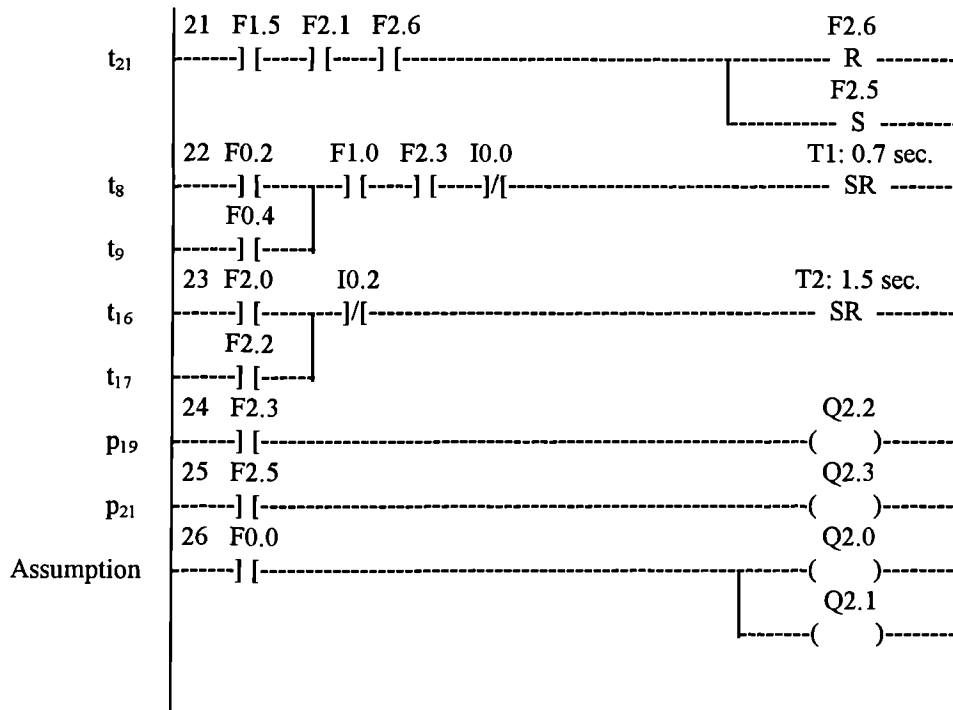 21 F1.5 F2.1 F2.6 F2.6
t21 ------] [-----] [-----] [------ R ------
F2.5
------ S ------
22 F0.2 F1.0 F2.3 I0.0 T1: 0.7 sec.
t8 ------] [------ ] [-----] [-----]/[------ SR ------
F0.4
t9 ------] [------
23 F2.0 I0.2 T2: 1.5 sec.
t16 ------] [------ -----]/[------ SR ------
F2.2
t17 ------] [------
24 F2.3 Q2.2
p19 ------] [------( )------
25 F2.5 Q2.3
p21 ------] [------( )------
26 F0.0 Q2.0
Assumption ------] [------( )------
Q2.1
------( )------